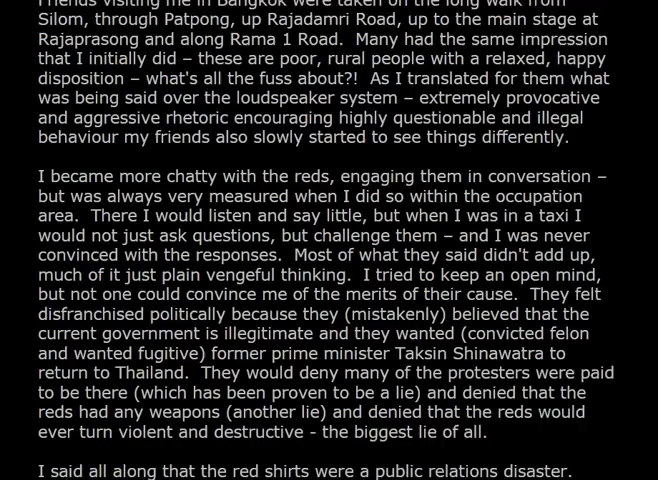 Friends visiting me in Bangkok were taken on the long walk from
Silom, through Patpong, up Rajadamri Road, up to the main stage at
Rajaprasong and along Rama 1 Road.  Many had the same impression
that I initially did – these are poor, rural people with a relaxed, happy
disposition – what's all the fuss about?!  As I translated for them what
was being said over the loudspeaker system – extremely provocative
and aggressive rhetoric encouraging highly questionable and illegal
behaviour my friends also slowly started to see things differently.

I became more chatty with the reds, engaging them in conversation –
but was always very measured when I did so within the occupation
area.  There I would listen and say little, but when I was in a taxi I
would not just ask questions, but challenge them – and I was never
convinced with the responses.  Most of what they said didn't add up,
much of it just plain vengeful thinking.  I tried to keep an open mind,
but not one could convince me of the merits of their cause.  They felt
disfranchised politically because they (mistakenly) believed that the
current government is illegitimate and they wanted (convicted felon
and wanted fugitive) former prime minister Taksin Shinawatra to
return to Thailand.  They would deny many of the protesters were paid
to be there (which has been proven to be a lie) and denied that the
reds had any weapons (another lie) and denied that the reds would
ever turn violent and destructive - the biggest lie of all.

I said all along that the red shirts were a public relations disaster.